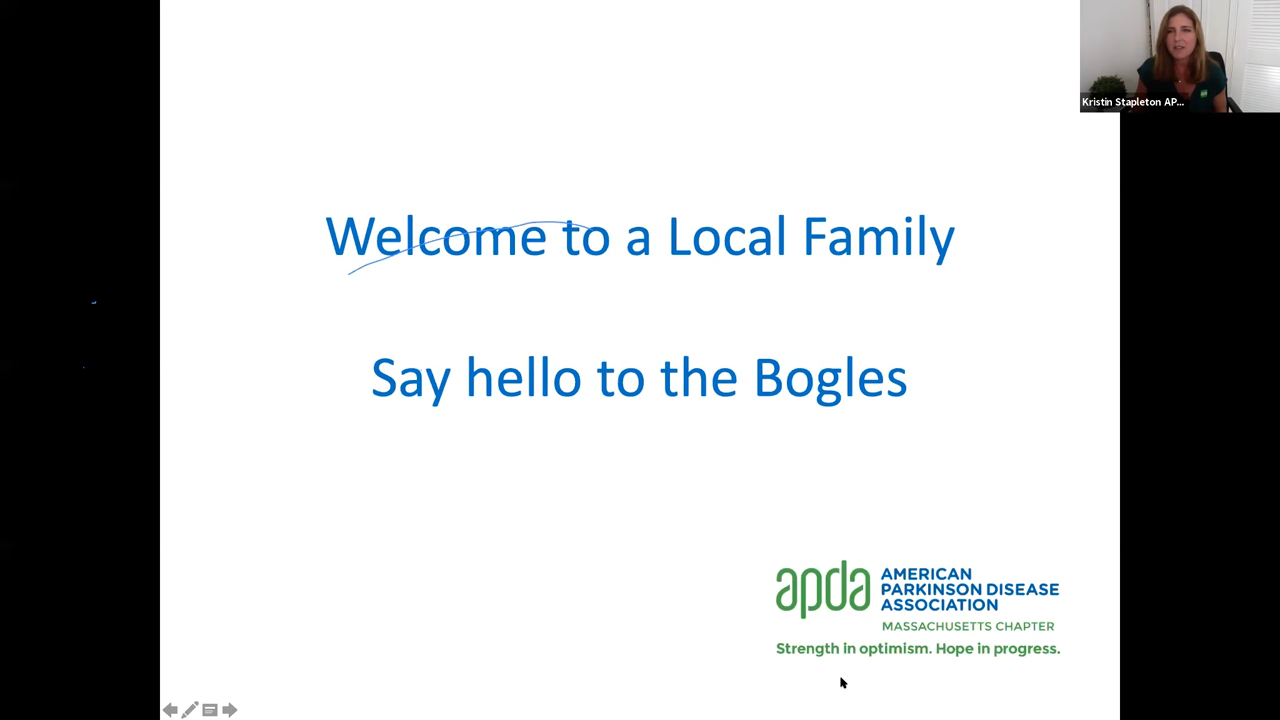 Kristin Stapleton AP...
Welcome to a Local Family
Say hello to the Bogles
apda
AMERICAN
PARKINSON DISEASE
ASSOCIATION
MASSACHUSETTS CHAPTER
Strength in optimism. Hope in progress.